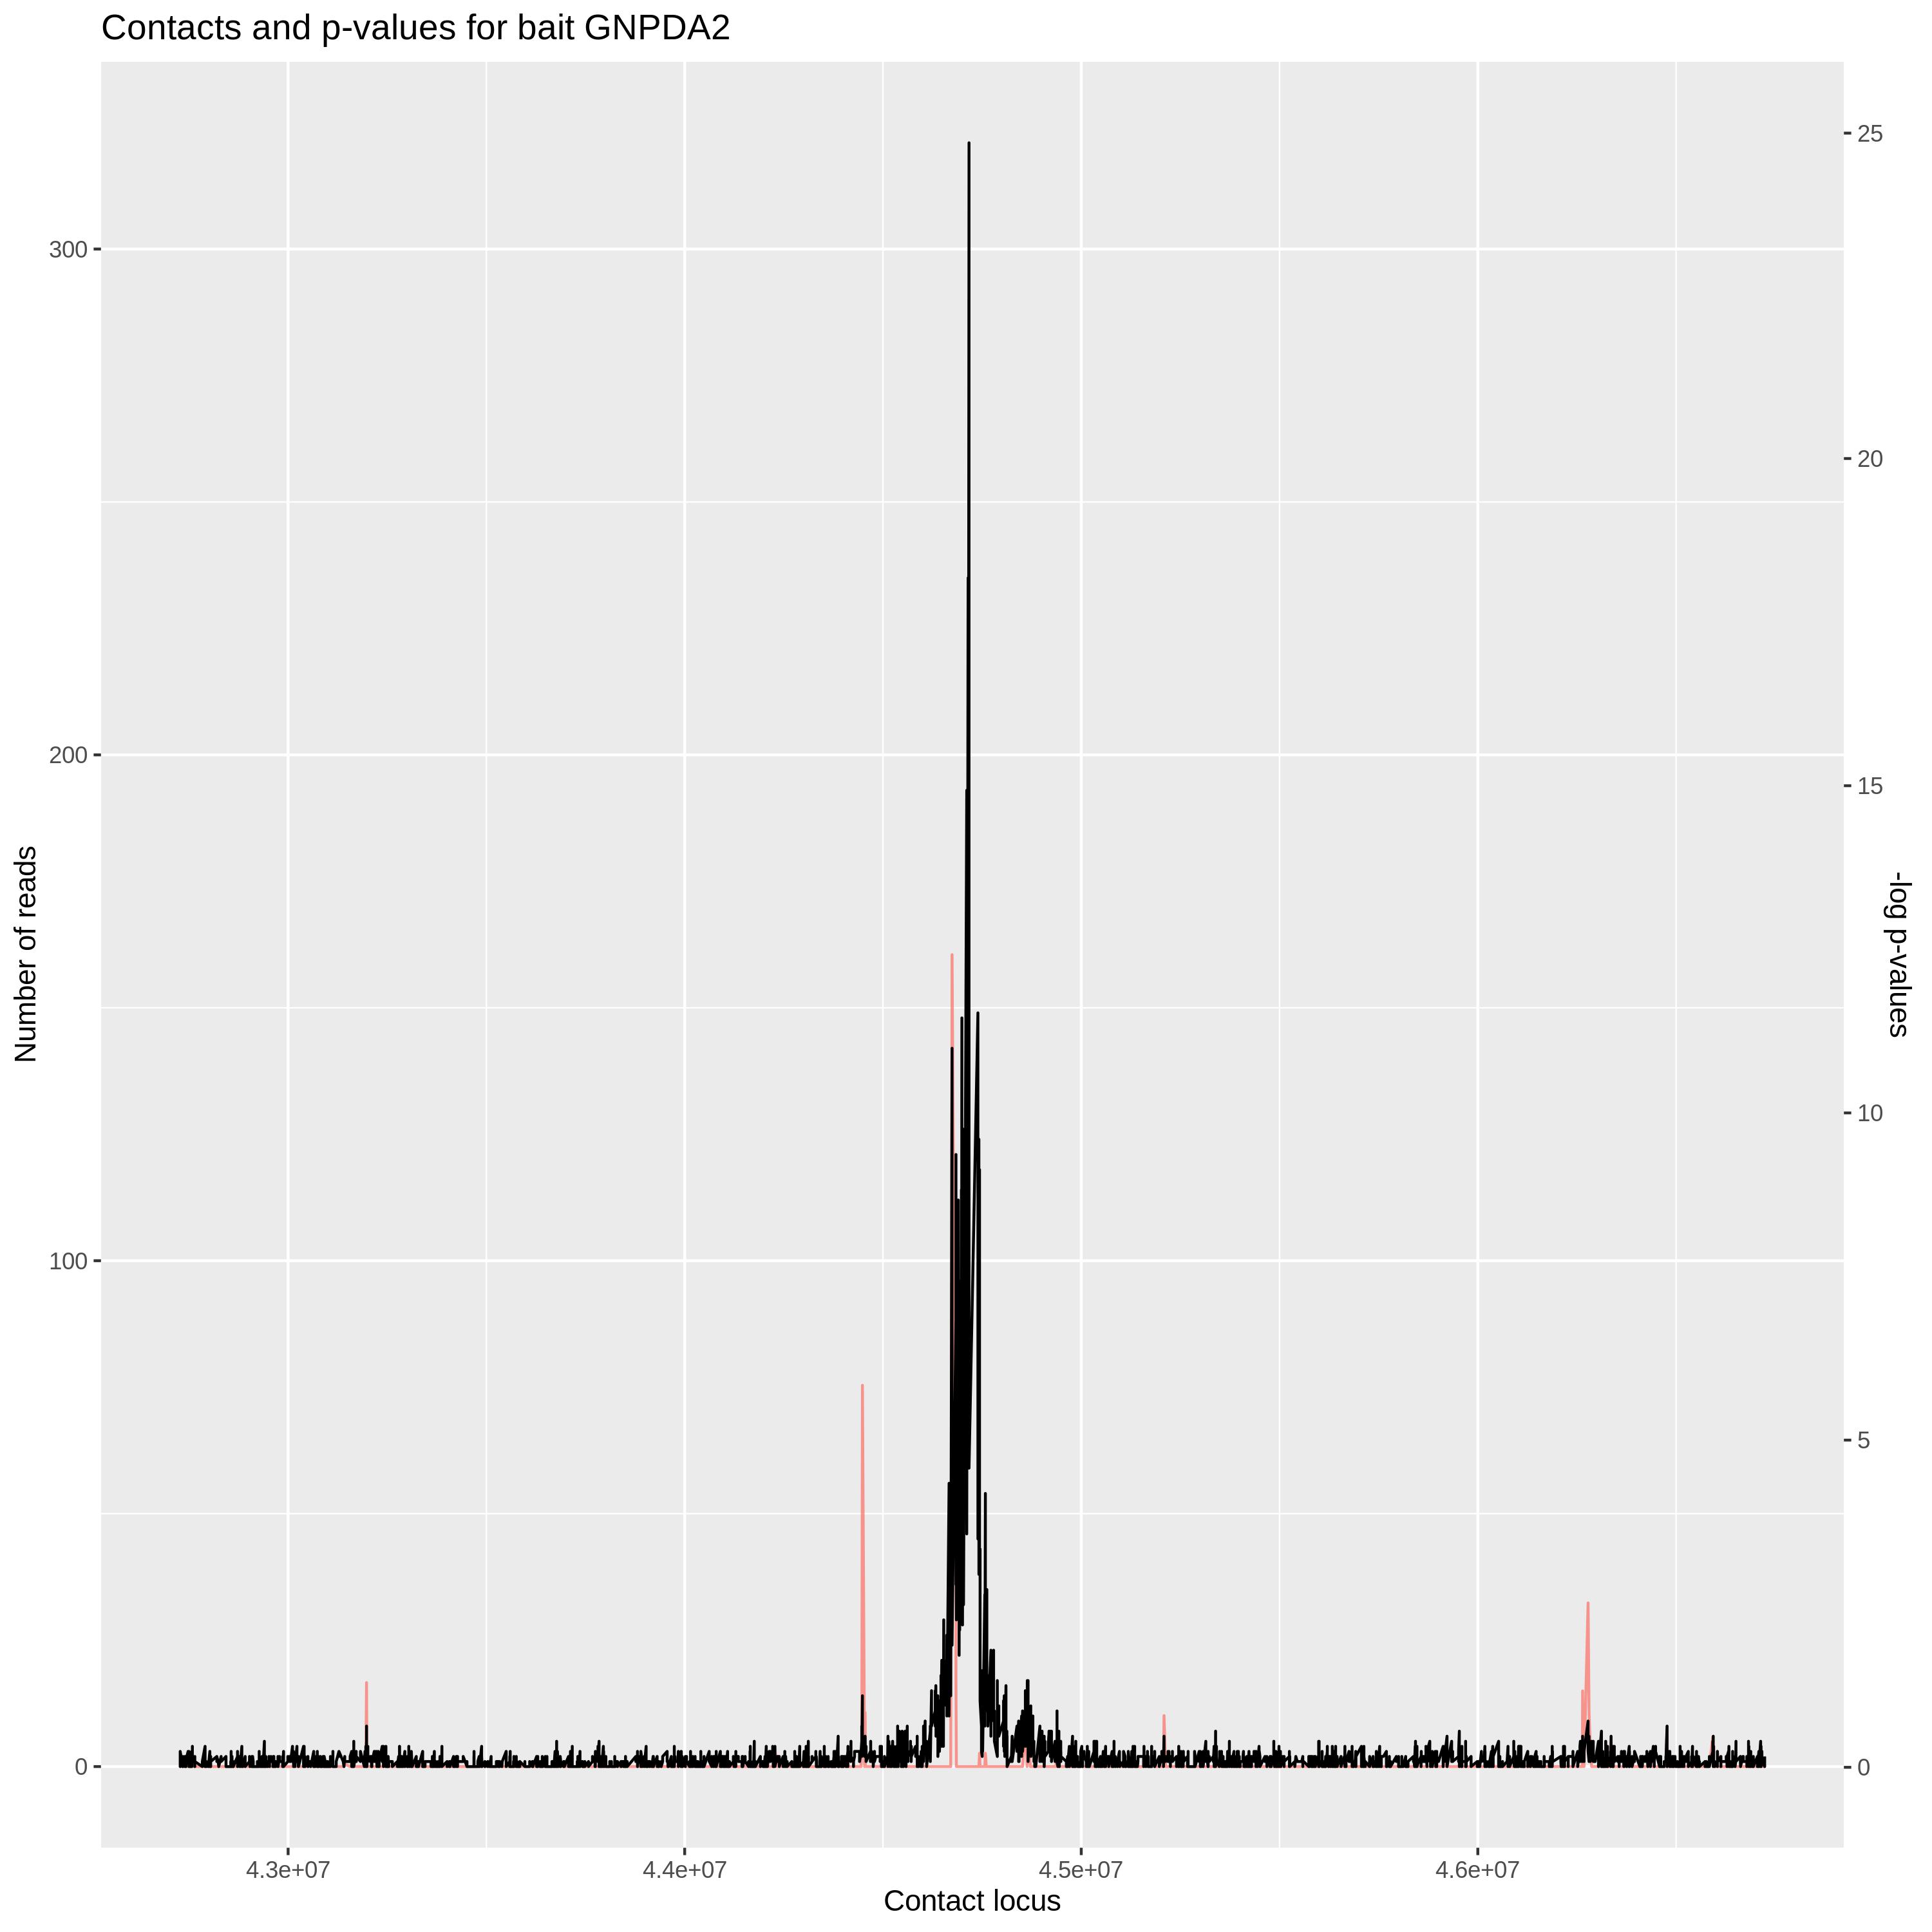 Contacts and p-values for bait GNPDA2
300
200
100
0
Number of reads
25
20
15
10
5
0
-log p-values
4.3e+07
4.4e+07
4.5e+07
4.6e+07
Contact locus